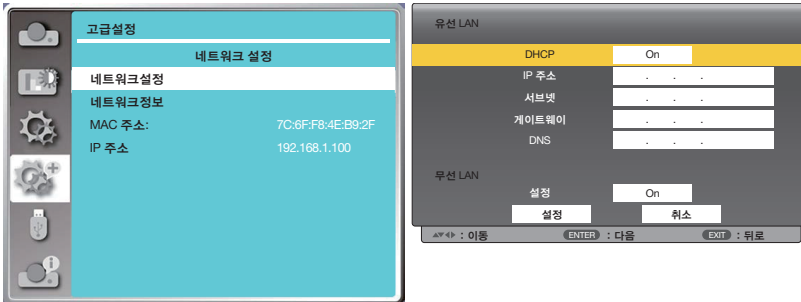 고급설정
네트워크 설정
네트워크설정
네트워크정보
MAC 주소: 7C:6F:F8:4E:B9:2F
IP 주소 192.168.1.100
유선 LAN
DHCP On
IP 주소 . . .
서브넷 . . .
게이트웨이 . . .
DNS . . .
무선 LAN
설정 On
설정 취소
: 이동 ENTER : 다음 EXIT : 뒤로